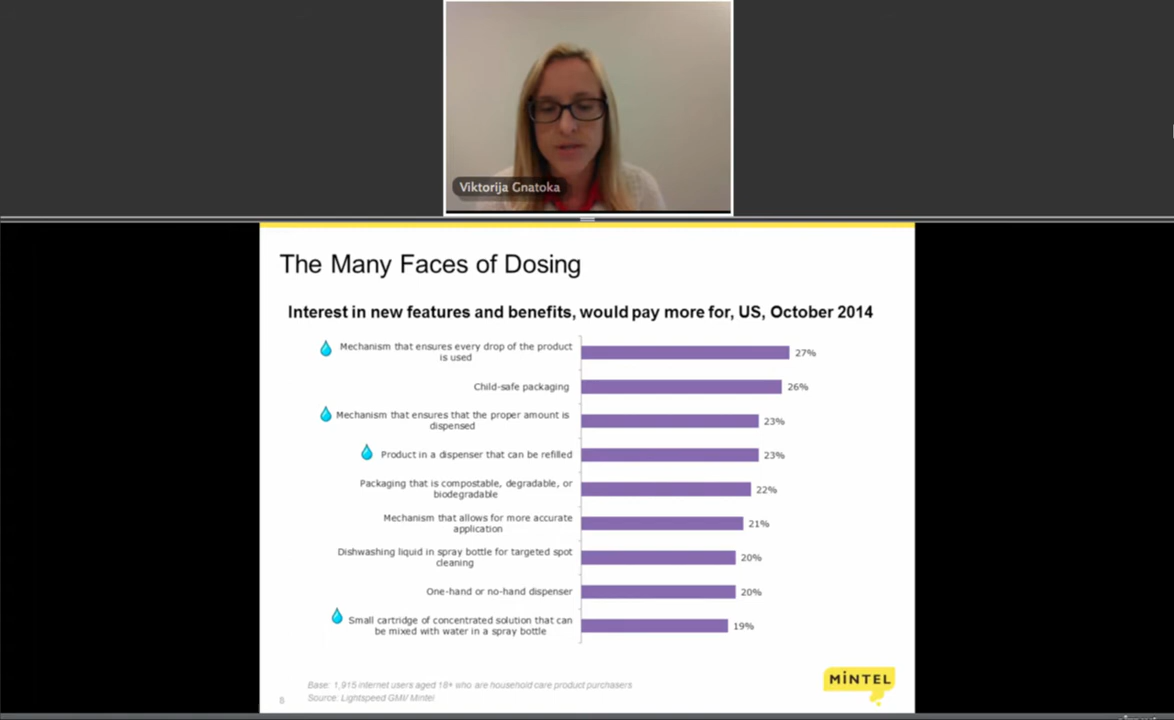 Viktorija Gnatoka
The Many Faces of Dosing
Interest in new features and benefits, would pay more for, US, October 2014
Mechanism that ensures every drop of the product
is used
27%
Child-safe packaging
26%
Mechanism that ensures that the proper amount is
dispensed
23%
Product in a dispenser that can be refilled
23%
Packaging that is compostable, degradable, or
biodegradable
22%
Mechanism that allows for more accurate
application
21%
Dishwashing liquid in spray bottle for targeted spot
cleaning
20%
One-hand or no-hand dispenser
20%
Small cartridge of concentrated solution that can
be mixed with water in a spray bottle
19%
Base: 1,915 internet users aged 18+ who are household care product purchasers
Source: Lightspeed GMI/ Mintel
MINTEL